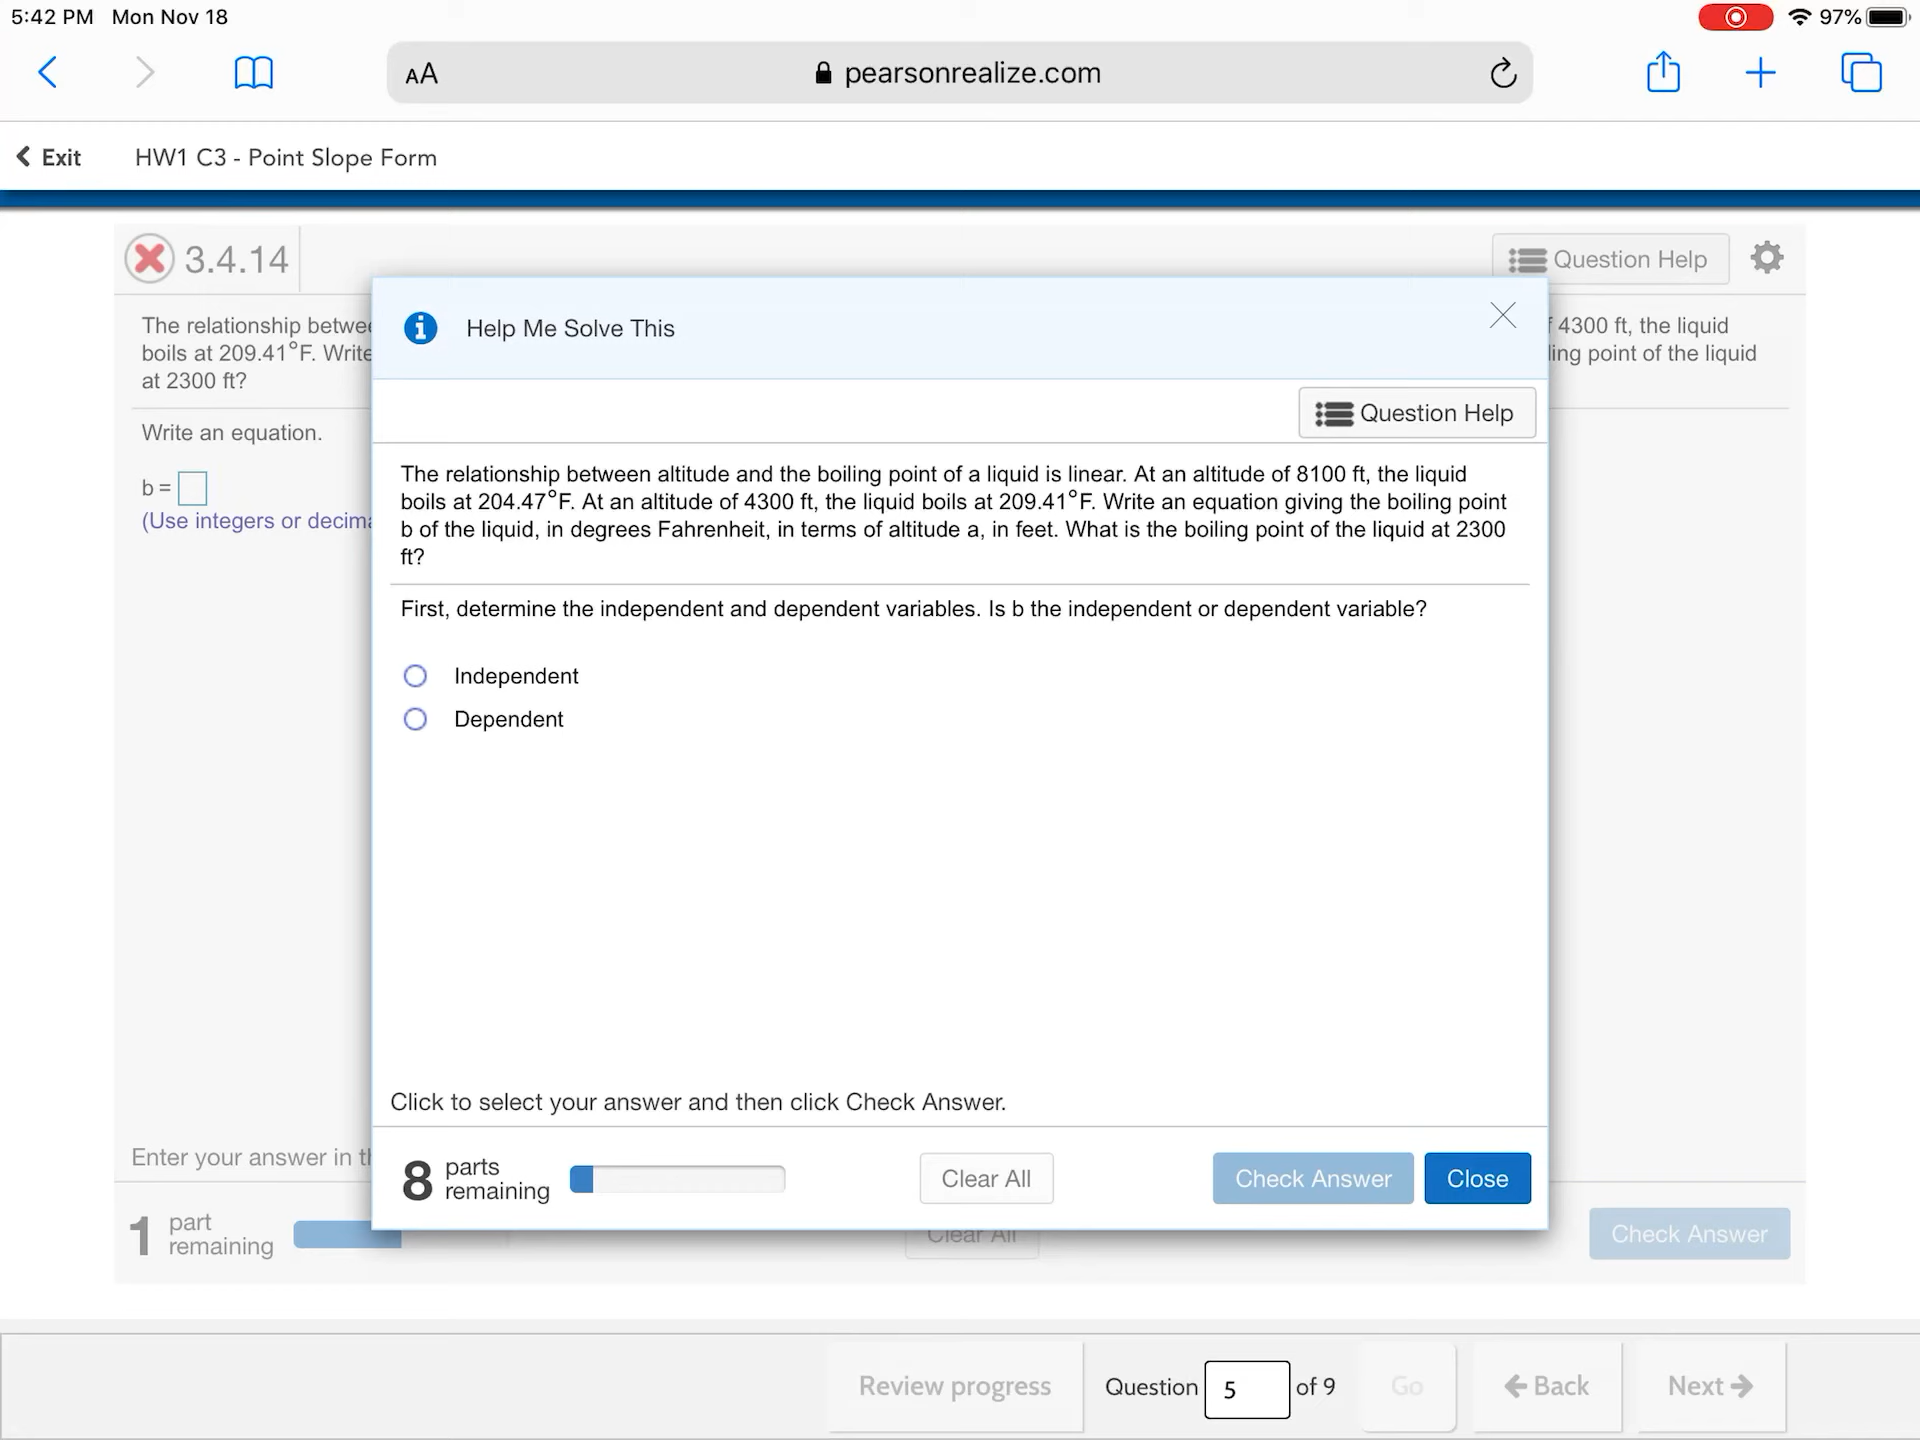 5:42 PM Mon Nov 18
97%
AA
pearsonrealize.com
Exit
HW1 C3 - Point Slope Form
3.4.14
Question Help
The relationship betwee
f 4300 ft, the liquid
boils at 209.41°F. Write
ling point of the liquid
at 2300 ft?
Write an equation.
b =
(Use integers or decima
Help Me Solve This
Question Help
The relationship between altitude and the boiling point of a liquid is linear. At an altitude of 8100 ft, the liquid
boils at 204.47°F. At an altitude of 4300 ft, the liquid boils at 209.41°F. Write an equation giving the boiling point
b of the liquid, in degrees Fahrenheit, in terms of altitude a, in feet. What is the boiling point of the liquid at 2300
ft?
First, determine the independent and dependent variables. Is b the independent or dependent variable?
Independent
Dependent
Click to select your answer and then click Check Answer.
8 parts
remaining
Clear All
Check Answer
Close
Enter your answer in th
1 part
remaining
Clear All
Check Answer
Review progress
Question 5 of 9
Go
Back
Next